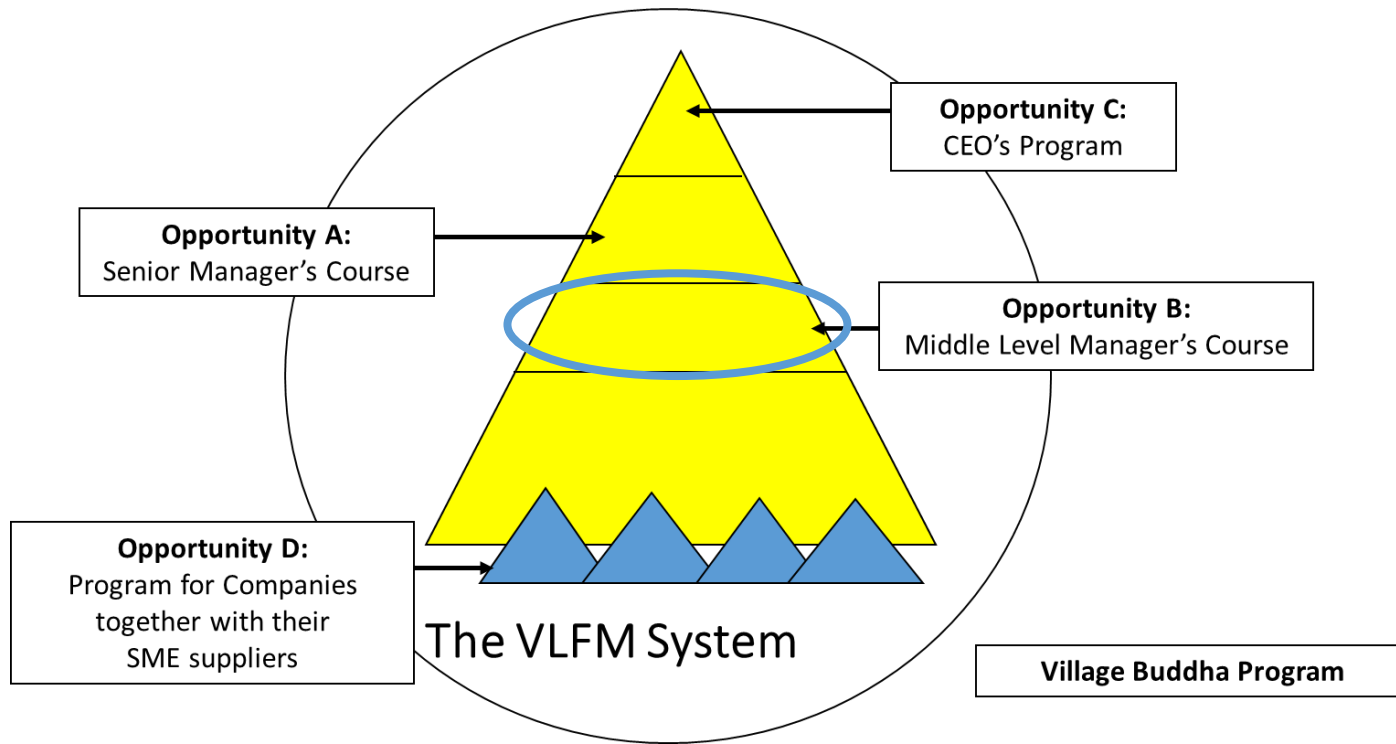 Opportunity C:
CEO’s Program
Opportunity A:
Senior Manager’s Course
Opportunity B:
Middle Level Manager’s Course
Opportunity D:
Program for Companies
together with their
SME suppliers
The VLFM System
Village Buddha Program